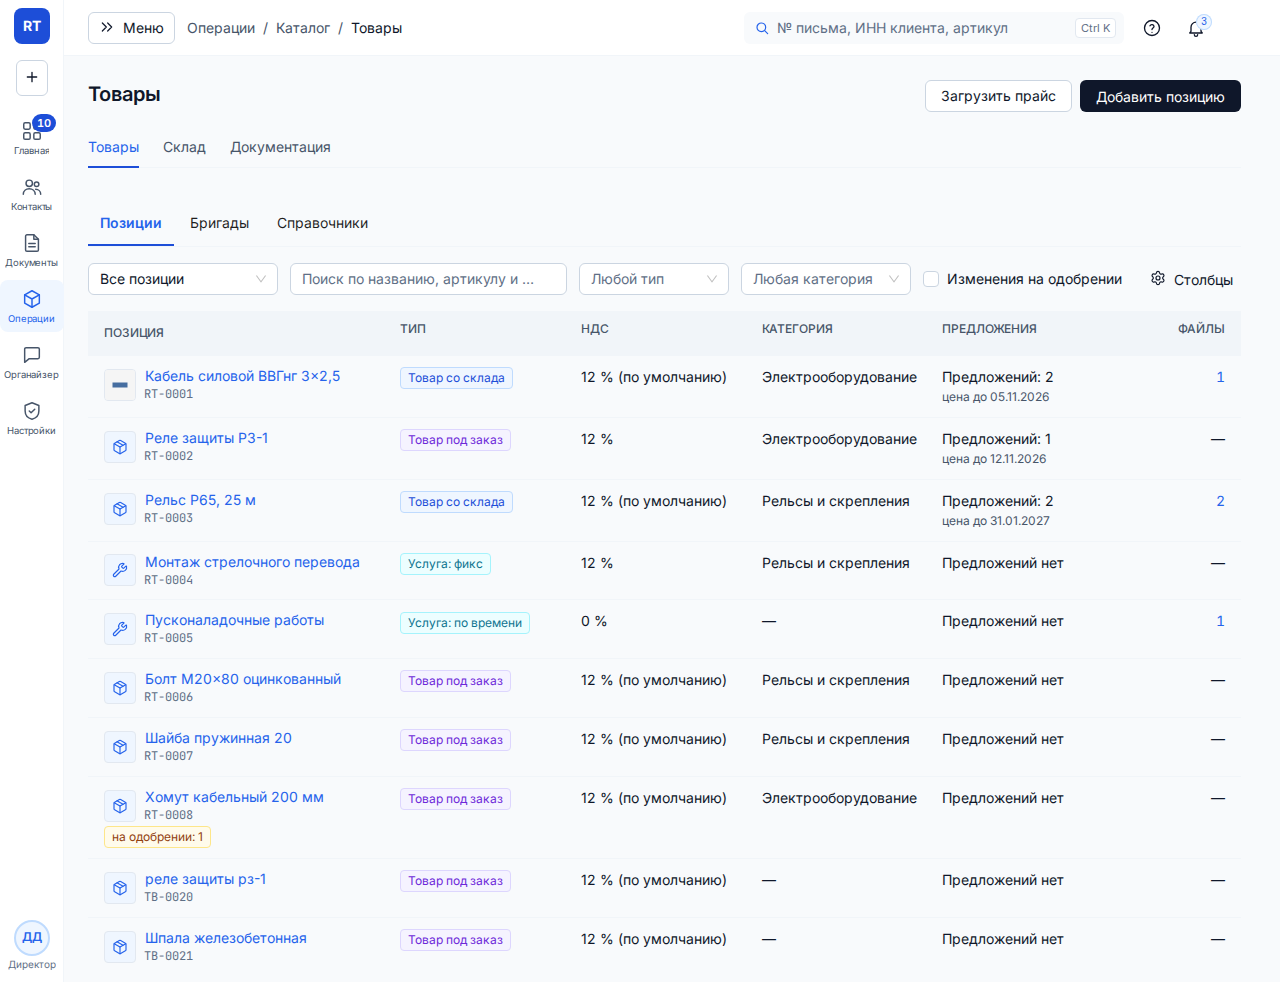 RT
Меню
Операции / Каталог / Товары
№ письма, ИНН клиента, артикул
Ctrl K
3
10
Главная
Контакты
Документы
Операции
Органайзер
Настройки
ДД
Директор
Товары
Загрузить прайс
Добавить позицию
Товары
Склад
Документация
Позиции
Бригады
Справочники
Все позиции
Поиск по названию, артикулу и ...
Любой тип
Любая категория
Изменения на одобрении
Столбцы
ПОЗИЦИЯ ТИП НДС КАТЕГОРИЯ ПРЕДЛОЖЕНИЯ ФАЙЛЫ
Кабель силовой ВВГнг 3×2,5 Товар со склада 12 % (по умолчанию) Электрооборудование Предложений: 2 1
RT-0001 цена до 05.11.2026
Реле защиты РЗ-1 Товар под заказ 12 % Электрооборудование Предложений: 1 —
RT-0002 цена до 12.11.2026
Рельс Р65, 25 м Товар со склада 12 % (по умолчанию) Рельсы и скрепления Предложений: 2 2
RT-0003 цена до 31.01.2027
Монтаж стрелочного перевода Услуга: фикс 12 % Рельсы и скрепления Предложений нет —
RT-0004
Пусконаладочные работы Услуга: по времени 0 % — Предложений нет 1
RT-0005
Болт М20×80 оцинкованный Товар под заказ 12 % (по умолчанию) Рельсы и скрепления Предложений нет —
RT-0006
Шайба пружинная 20 Товар под заказ 12 % (по умолчанию) Рельсы и скрепления Предложений нет —
RT-0007
Хомут кабельный 200 мм Товар под заказ 12 % (по умолчанию) Электрооборудование Предложений нет —
RT-0008
на одобрении: 1
реле защиты рз-1 Товар под заказ 12 % (по умолчанию) — Предложений нет —
TB-0020
Шпала железобетонная Товар под заказ 12 % (по умолчанию) — Предложений нет —
TB-0021